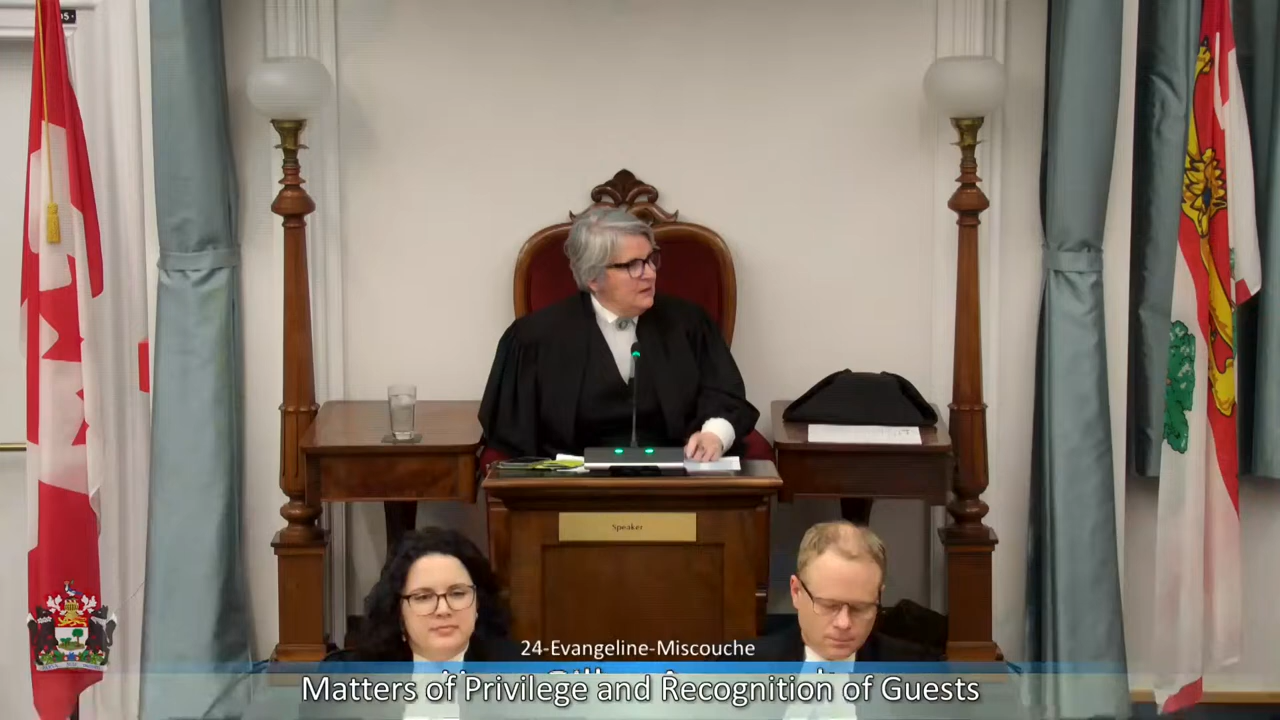 Speaker
24-Evangeline-Miscouche
Matters of Privilege and Recognition of Guests